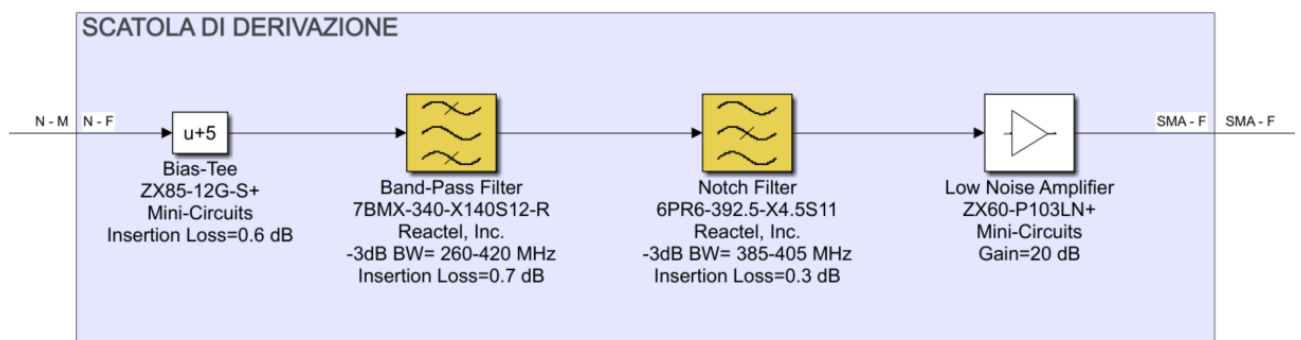 SCATOLA DI DERIVAZIONE
N - M
N - F
u+5
Bias-Tee
ZX85-12G-S+
Mini-Circuits
Insertion Loss=0.6 dB
Band-Pass Filter
7BMX-340-X140S12-R
Reactel, Inc.
-3dB BW= 260-420 MHz
Insertion Loss=0.7 dB
Notch Filter
6PR6-392.5-X4.5S11
Reactel, Inc.
-3dB BW= 385-405 MHz
Insertion Loss=0.3 dB
Low Noise Amplifier
ZX60-P103LN+
Mini-Circuits
Gain=20 dB
SMA - F
SMA - F